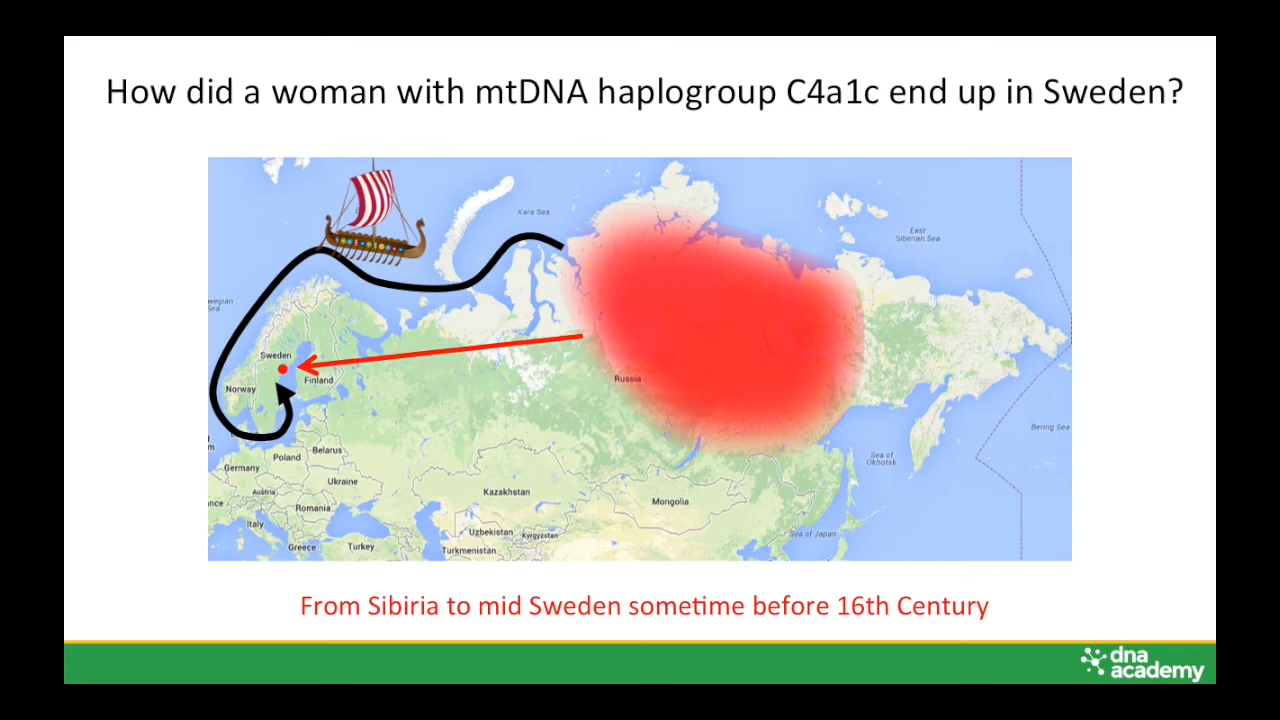 How did a woman with mtDNA haplogroup C4a1c end up in Sweden?
Kara Sea
East
Siberian Sea
wegian
Sea
Sweden
Finland
Norway
Russia
Bering Sea
Sea of
Okhotsk
Poland
Belarus
Germany
Ukraine
Kazakhstan
Mongolia
Austria
nce
Romania
Italy
Uzbekistan
Kyrgyzstan
Sea of Japan
Greece
Turkey
Turkmenistan
From Sibiria to mid Sweden sometime before 16th Century
dna
academy